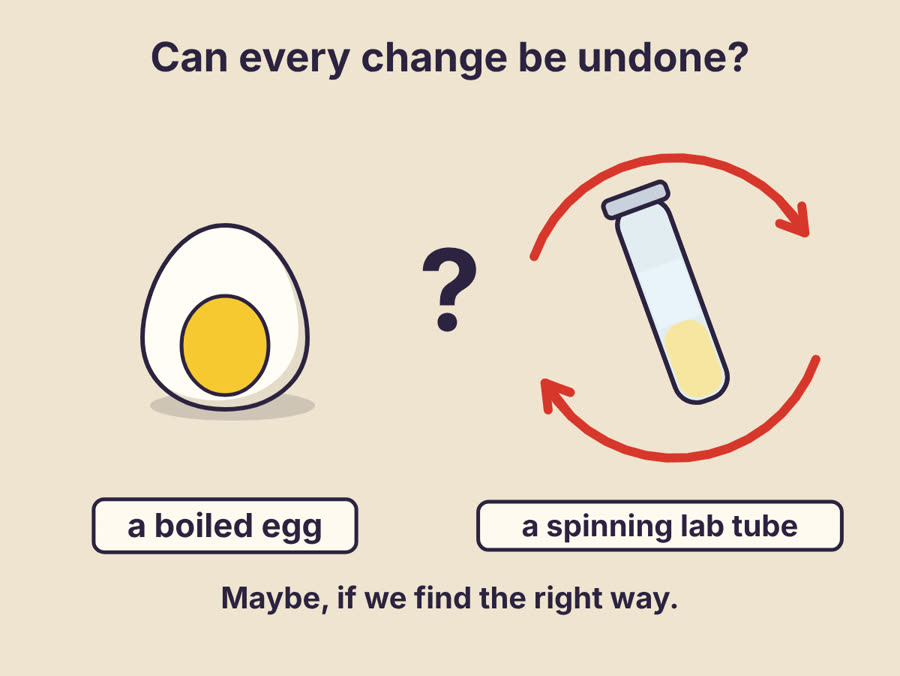 Can every change be undone?
?
a boiled egg
a spinning lab tube
Maybe, if we find the right way.